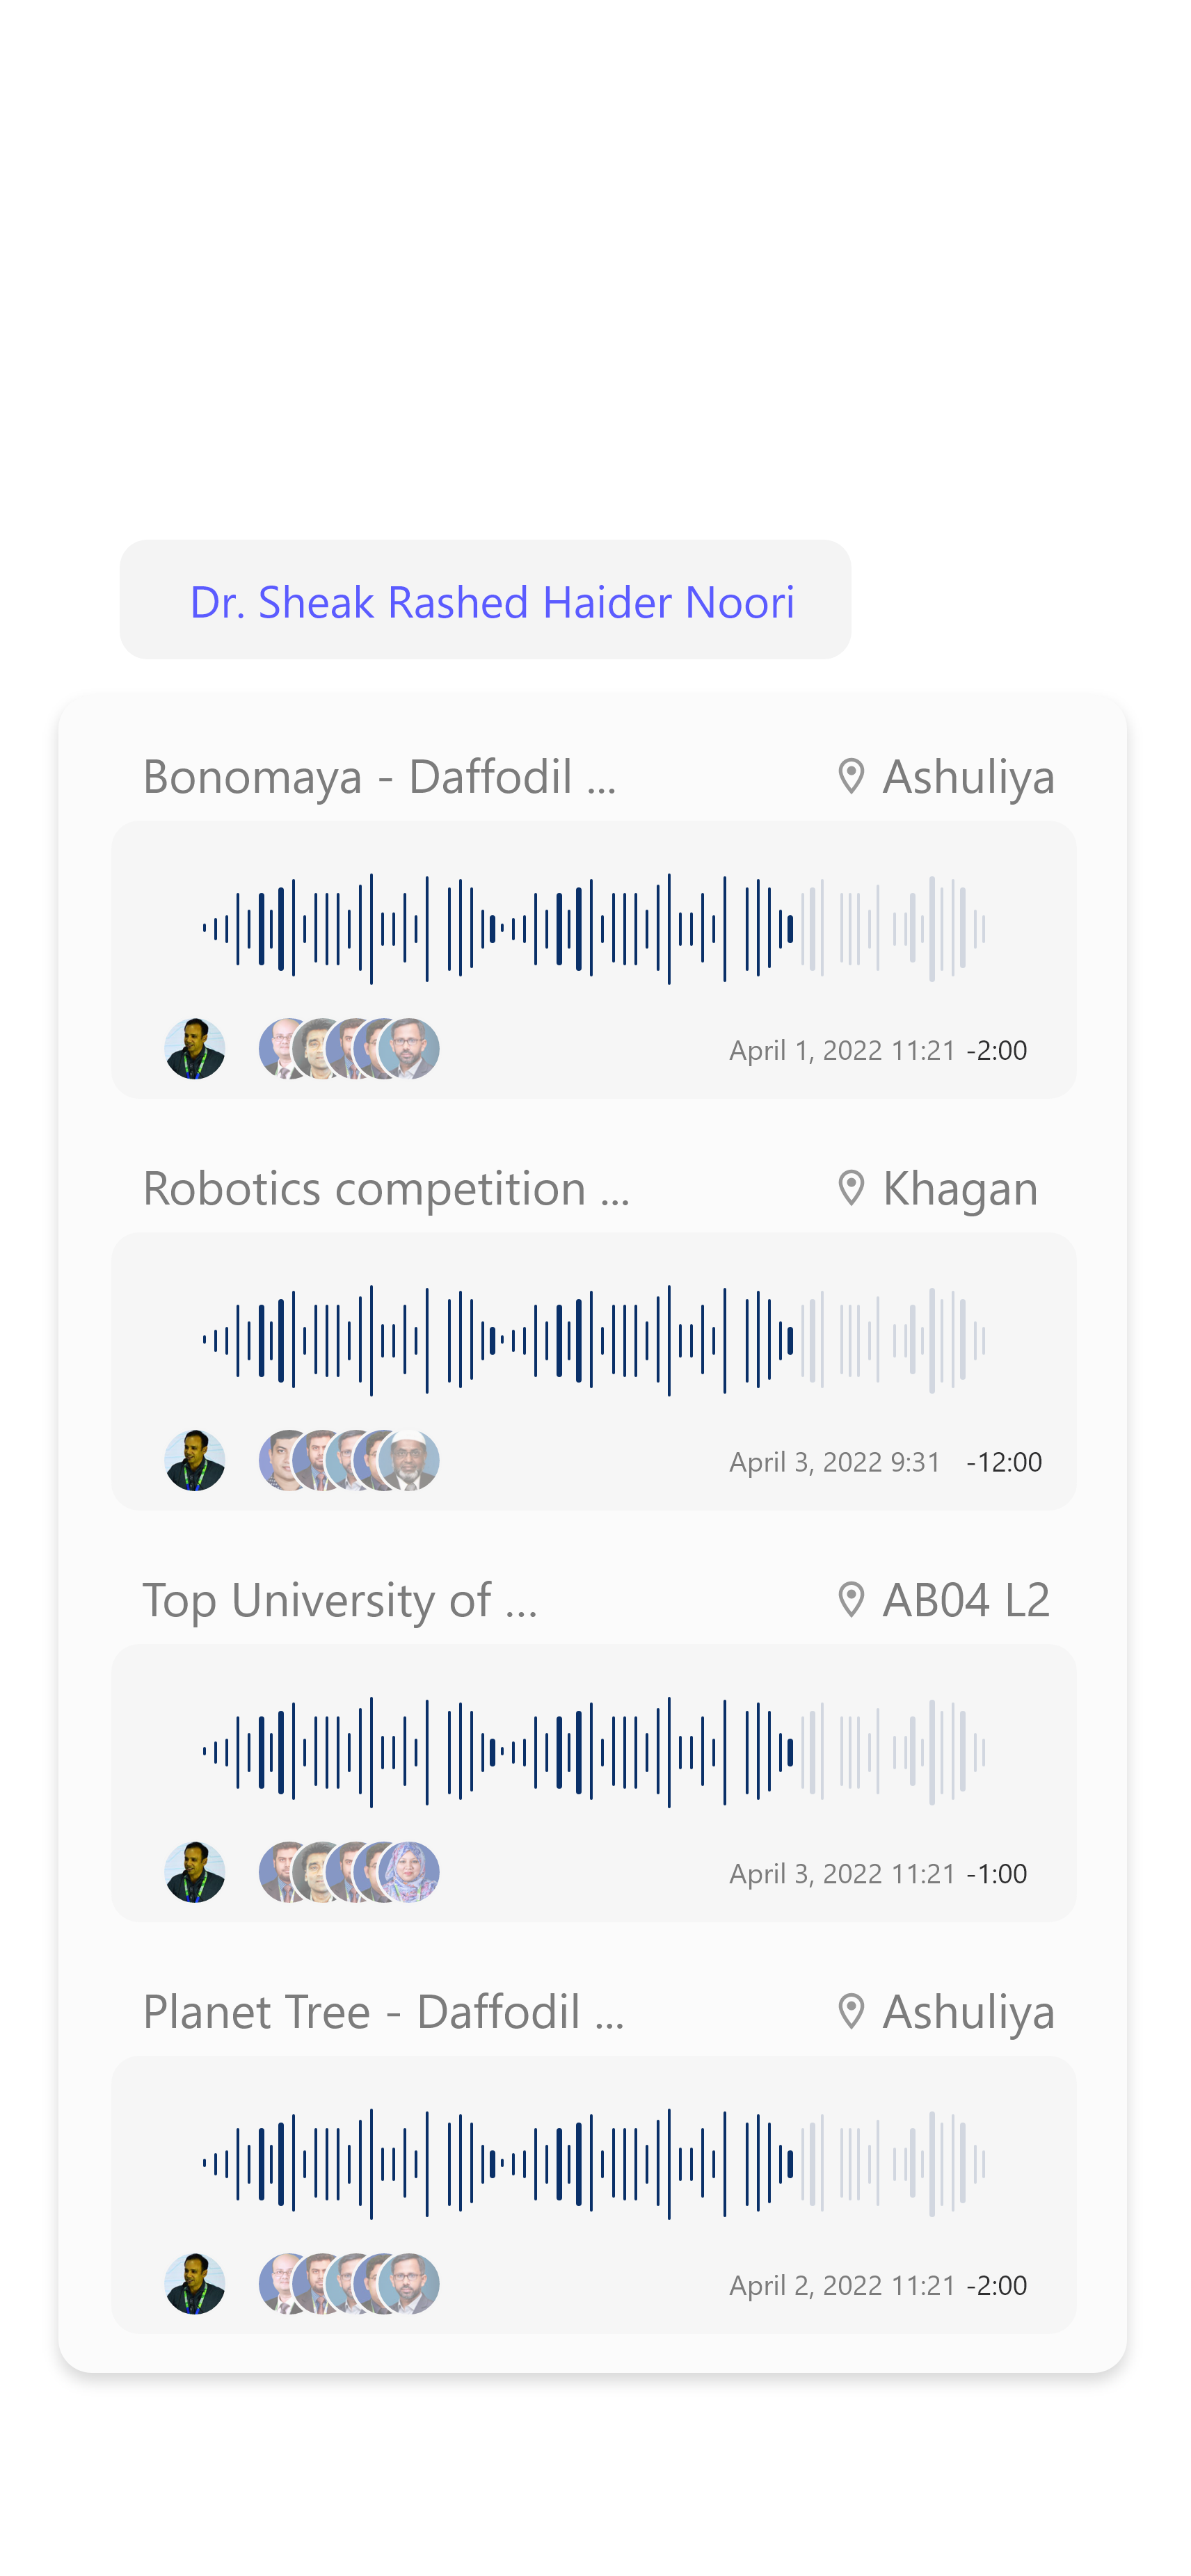 Dr. Sheak Rashed Haider Noori
Bonomaya - Daffodil ... Ashuliya
April 1, 2022 11:21 -2:00
Robotics competition ... Khagan
April 3, 2022 9:31 -12:00
Top University of ... AB04 L2
April 3, 2022 11:21 -1:00
Planet Tree - Daffodil ... Ashuliya
April 2, 2022 11:21 -2:00